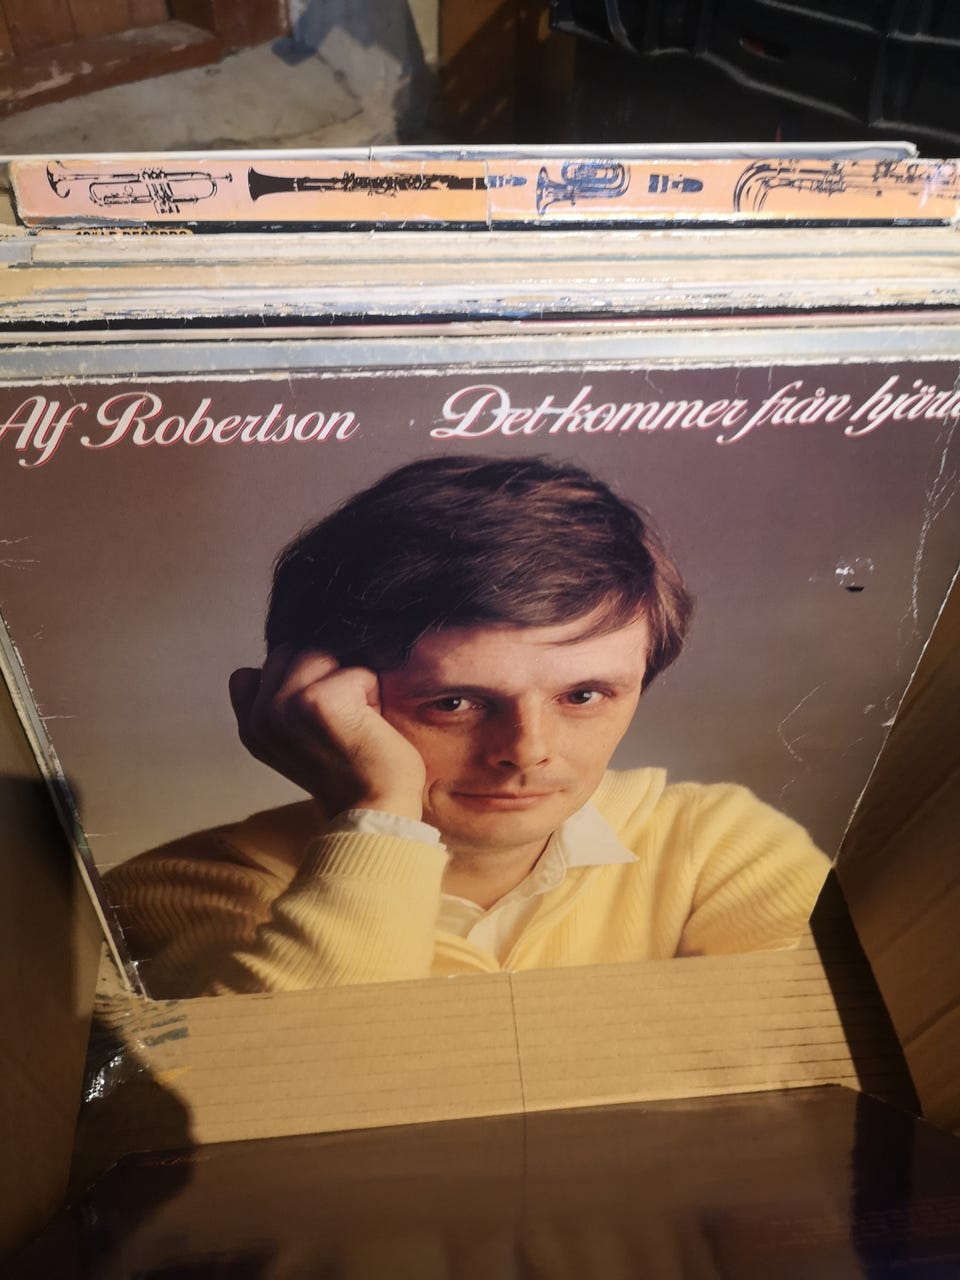 Alf Robertson Det kommer från